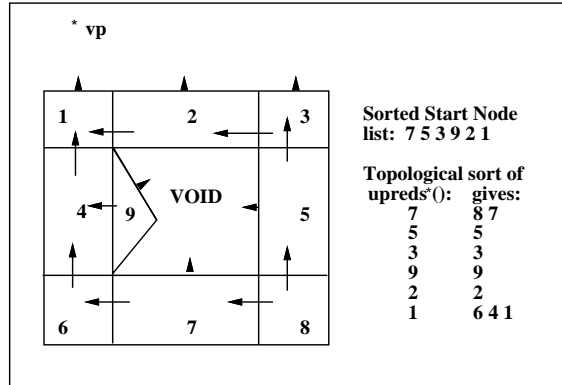 * vp
1 2 3
4 9 VOID 5
6 7 8
Sorted Start Node
list: 7 5 3 9 2 1
Topological sort of
upreds*(): gives:
7 8 7
5 5
3 3
9 9
2 2
1 6 4 1